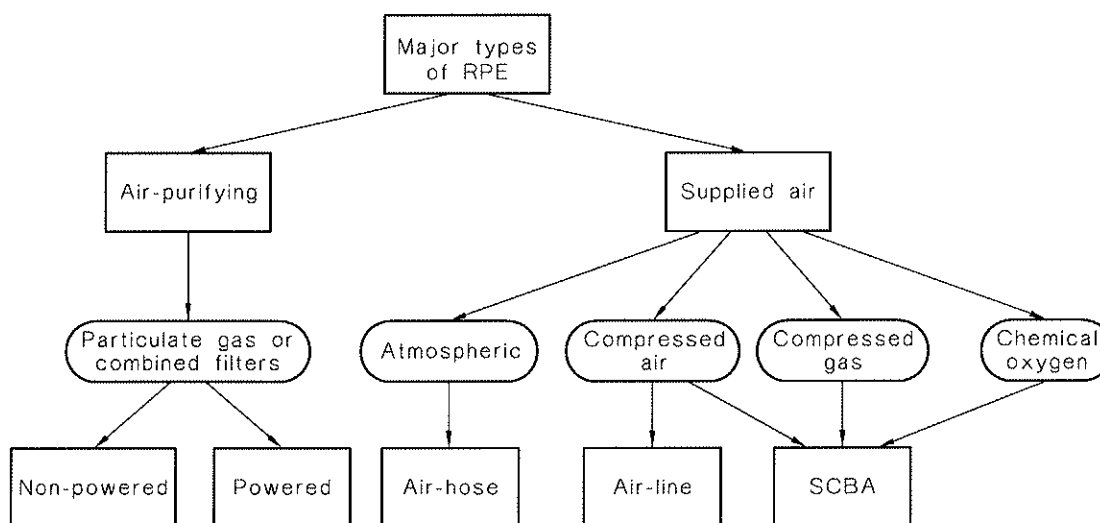 Major types
of RPE
Air-purifying
Supplied air
Particulate gas or
combined filters
Atmospheric
Compressed
air
Compressed
gas
Chemical
oxygen
Non-powered
Powered
Air-hose
Air-line
SCBA